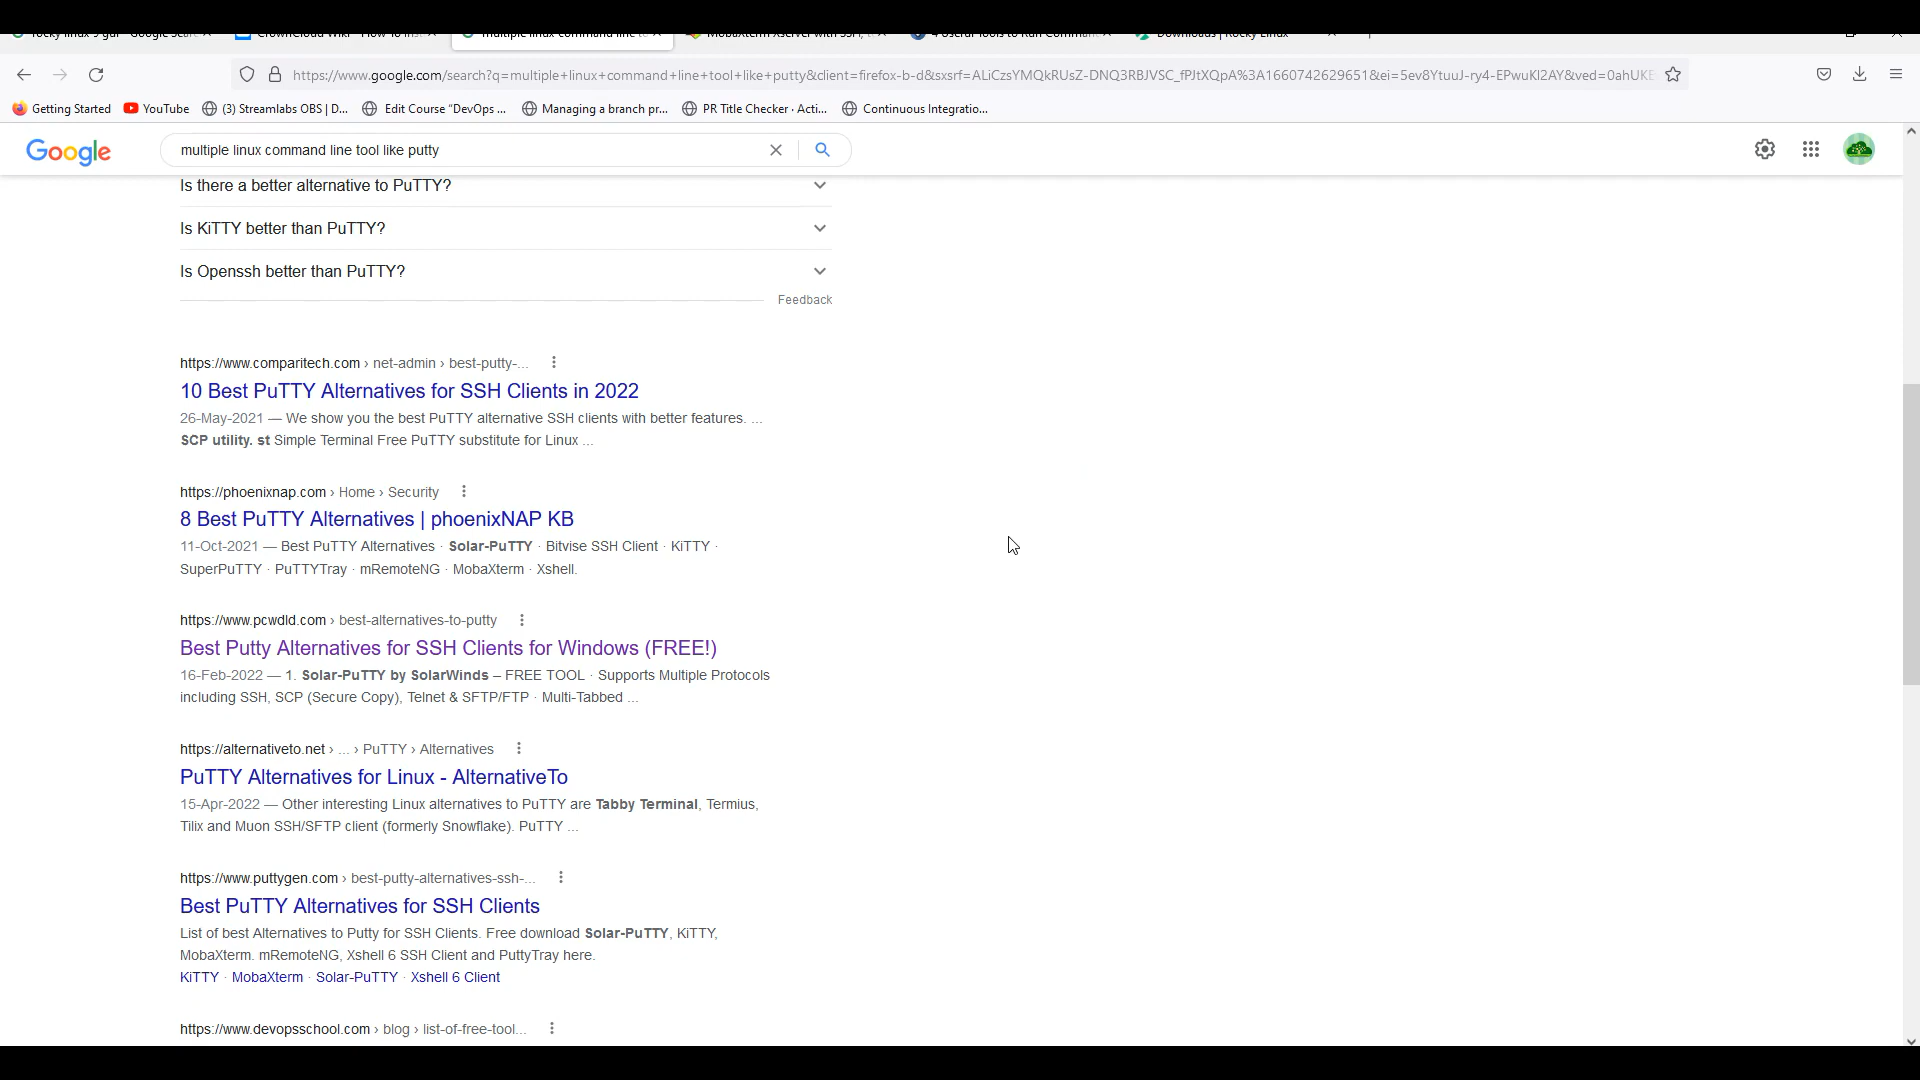 https://www.google.com/search?q=multiple+linux+command+line+tool+like+putty&client=firefox-b-d&sxsrf=ALiCzsYMQkRUsZ-DNQ3RBJVSC_fPJtXQpA%3A1660742629651&ei=5ev8YtuuJ-ry4-EPwuKl2AY&ved=0ahUKE
Getting Started YouTube (3) Streamlabs OBS | D... Edit Course "DevOps ... Managing a branch pr... PR Title Checker · Acti... Continuous Integratio...
Google multiple linux command line tool like putty
Is there a better alternative to PuTTY?
Is KiTTY better than PuTTY?
Is Openssh better than PuTTY?
Feedback
https://www.comparitech.com › net-admin › best-putty-...
10 Best PuTTY Alternatives for SSH Clients in 2022
26-May-2021 — We show you the best PuTTY alternative SSH clients with better features. ...
SCP utility. st Simple Terminal Free PuTTY substitute for Linux ...
https://phoenixnap.com › Home › Security
8 Best PuTTY Alternatives | phoenixNAP KB
11-Oct-2021 — Best PuTTY Alternatives · Solar-PuTTY · Bitvise SSH Client · KiTTY ·
SuperPuTTY · PuTTYTray · mRemoteNG · MobaXterm · Xshell.
https://www.pcwdld.com › best-alternatives-to-putty
Best Putty Alternatives for SSH Clients for Windows (FREE!)
16-Feb-2022 — 1. Solar-PuTTY by SolarWinds – FREE TOOL · Supports Multiple Protocols
including SSH, SCP (Secure Copy), Telnet & SFTP/FTP · Multi-Tabbed ...
https://alternativeto.net › ... › PuTTY › Alternatives
PuTTY Alternatives for Linux - AlternativeTo
15-Apr-2022 — Other interesting Linux alternatives to PuTTY are Tabby Terminal, Termius,
Tilix and Muon SSH/SFTP client (formerly Snowflake). PuTTY ...
https://www.puttygen.com › best-putty-alternatives-ssh-...
Best PuTTY Alternatives for SSH Clients
List of best Alternatives to Putty for SSH Clients. Free download Solar-PuTTY, KiTTY,
MobaXterm. mRemoteNG, Xshell 6 SSH Client and PuttyTray here.
KiTTY · MobaXterm · Solar-PuTTY · Xshell 6 Client
https://www.devopsschool.com › blog › list-of-free-tool...